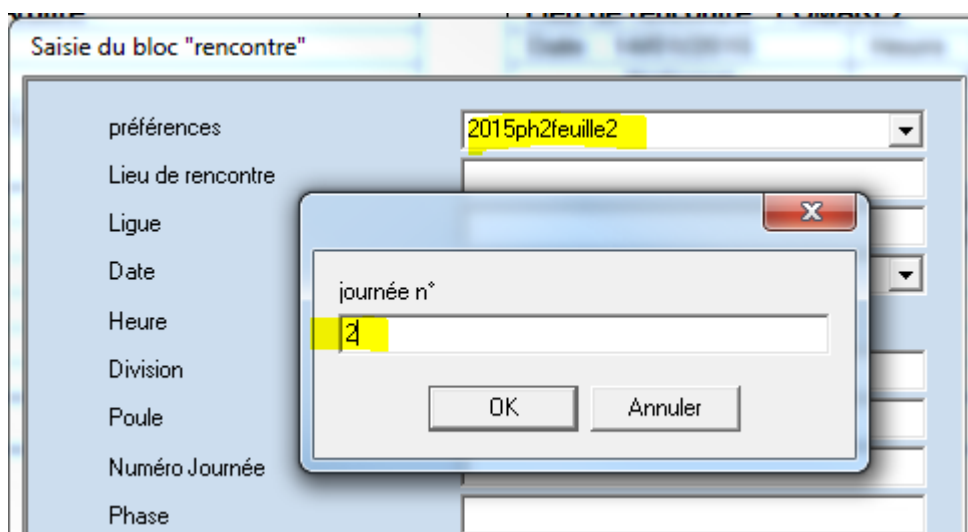 Saisie du bloc "rencontre"
préférences
2015ph2feuille2
Lieu de rencontre
Ligue
Date
journée n°
Heure
2
Division
OK
Annuler
Poule
Numéro Journée
Phase